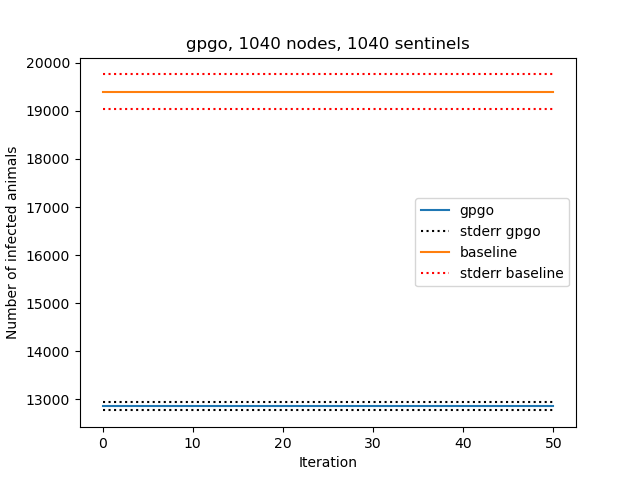 gpgo, 1040 nodes, 1040 sentinels
Number of infected animals
20000
19000
18000
17000
16000
15000
14000
13000
gpgo
stderr gpgo
baseline
stderr baseline
0 10 20 30 40 50
Iteration